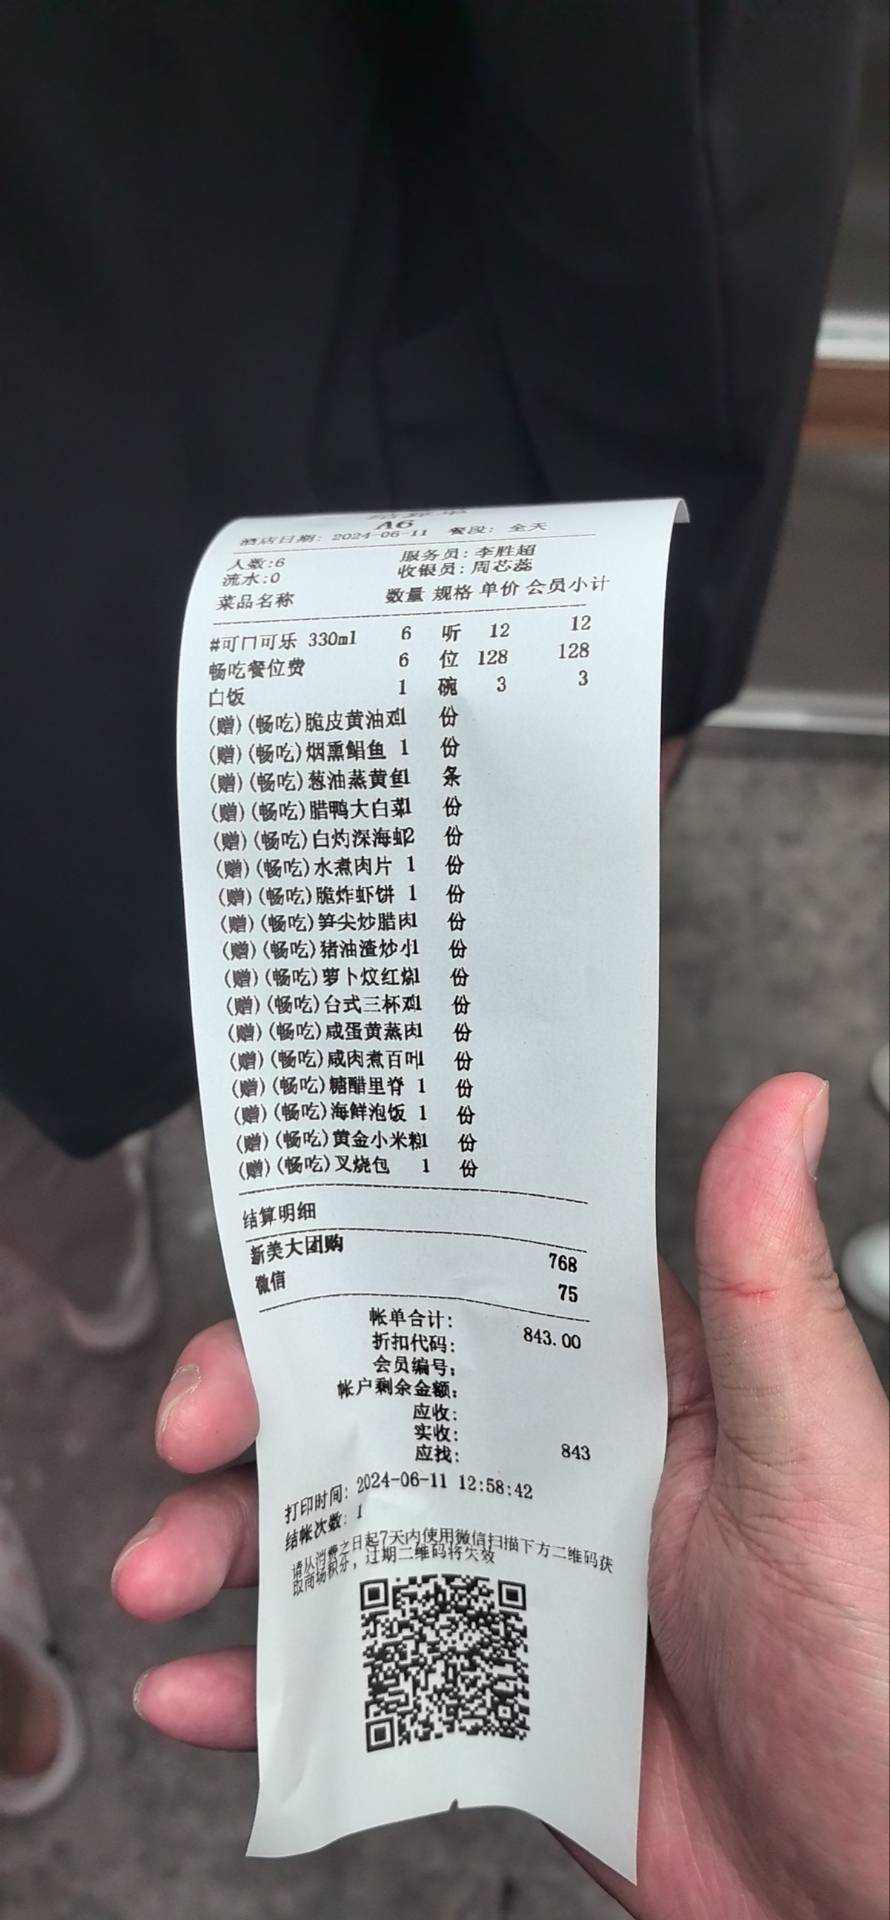 A6
酒店日期: 2024-06-11 餐段: 全天
人数:6 服务员:李胜超
流水:0 收银员:周芯蕊
菜品名称 数量 规格 单价 会员小计
#可口可乐 330ml 6 听 12 12
畅吃餐位费 6 位 128 128
白饭 1 碗 3 3
(赠)(畅吃)脆皮黄油鸡1 份
(赠)(畅吃)烟熏鲳鱼 1 份
(赠)(畅吃)葱油蒸黄鱼1 条
(赠)(畅吃)腊鸭大白菜1 份
(赠)(畅吃)白灼深海虾2 份
(赠)(畅吃)水煮肉片 1 份
(赠)(畅吃)脆炸虾饼 1 份
(赠)(畅吃)笋尖炒腊肉1 份
(赠)(畅吃)猪油渣炒小1 份
(赠)(畅吃)萝卜炆红烧1 份
(赠)(畅吃)台式三杯鸡1 份
(赠)(畅吃)咸蛋黄蒸肉1 份
(赠)(畅吃)咸肉煮百叶1 份
(赠)(畅吃)糖醋里脊 1 份
(赠)(畅吃)海鲜泡饭 1 份
(赠)(畅吃)黄金小米粥1 份
(赠)(畅吃)叉烧包 1 份
结算明细
新美大团购 768
微信 75
帐单合计: 843.00
折扣代码:
会员编号:
帐户剩余金额:
应收:
实收: 843
应找:
打印时间: 2024-06-11 12:58:42
结帐次数: 1
请从消费之日起7天内使用微信扫描下方二维码获
取商场积分，过期二维码将失效